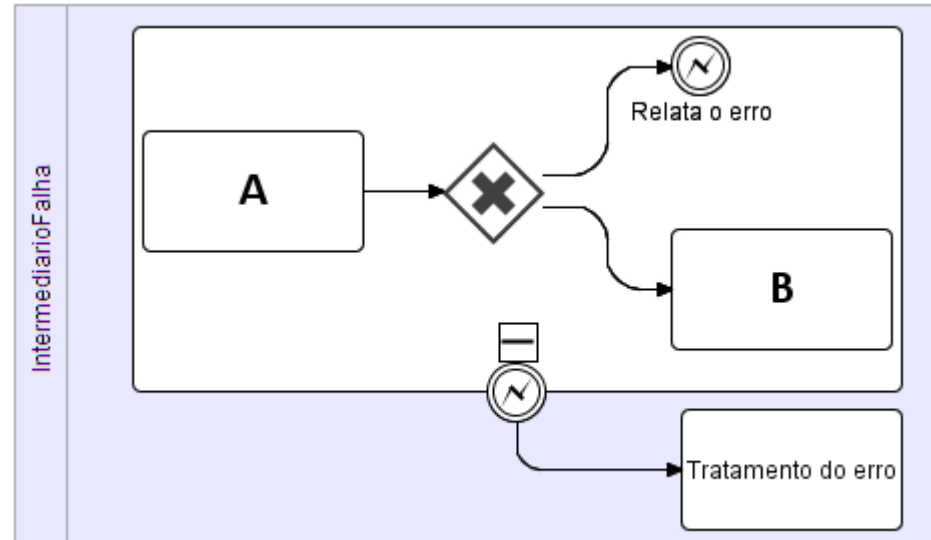 IntermediarioFalha
Relata o erro
A
B
Tratamento do erro